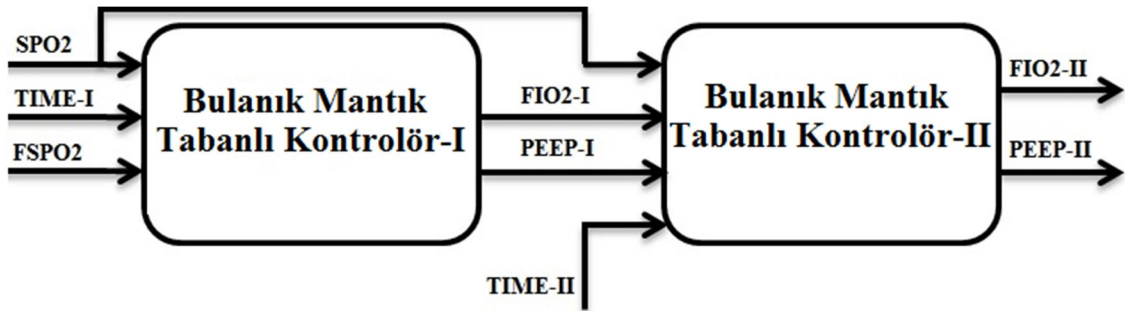 SPO2
TIME-I
FSPO2
Bulanık Mantık
Tabanlı Kontrolör-I
FIO2-I
PEEP-I
TIME-II
Bulanık Mantık
Tabanlı Kontrolör-II
FIO2-II
PEEP-II